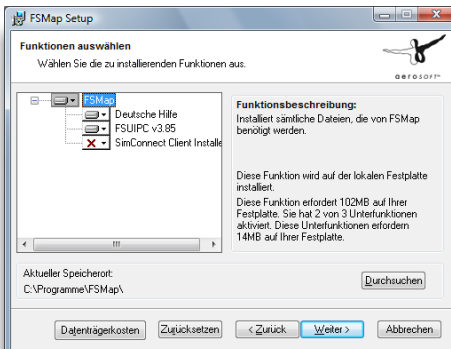 FSMap Setup
Funktionen auswählen
Wählen Sie die zu installierenden Funktionen aus.
aerosoft™
FSMap
Deutsche Hilfe
FSUIPC v3.85
SimConnect Client Installe
Funktionsbeschreibung:
Installiert sämtliche Dateien, die von FSMap
benötigt werden.
Diese Funktion wird auf der lokalen Festplatte
installiert.
Diese Funktion erfordert 102MB auf Ihrer
Festplatte. Sie hat 2 von 3 Unterfunktionen
aktiviert. Diese Unterfunktionen erfordern
14MB auf Ihrer Festplatte.
Aktueller Speicherort:
C:\Programme\FSMap\
Durchsuchen
Datenträgerkosten
Zurücksetzen
< Zurück
Weiter >
Abbrechen